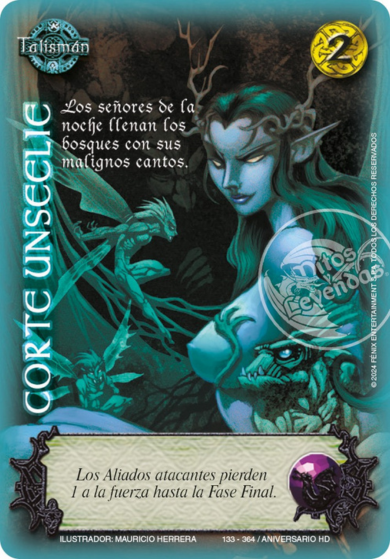 Talismán
2
Los señores de la
noche llenan los
bosques con sus
malignos cantos.
CORTE UNSEELIE
Mitos
y
Leyendas
© 2024 FÉNIX ENTERTAINMENT
TODOS LOS DERECHOS RESERVADOS
Los Aliados atacantes pierden
1 a la fuerza hasta la Fase Final.
ILUSTRADOR: MAURICIO HERRERA 133 - 364 / ANIVERSARIO HD